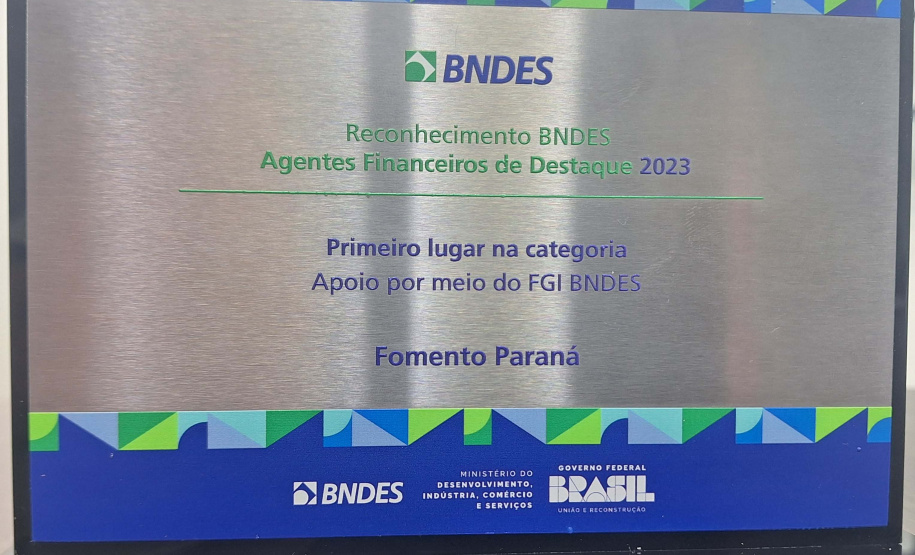 BNDES
Reconhecimento BNDES
Agentes Financeiros de Destaque 2023
Primeiro lugar na categoria
Apoio por meio do FGI BNDES
Fomento Paraná
BNDES
MINISTÉRIO DO
DESENVOLVIMENTO,
INDÚSTRIA, COMÉRCIO
E SERVIÇOS
GOVERNO FEDERAL
BRASIL
UNIÃO E RECONSTRUÇÃO